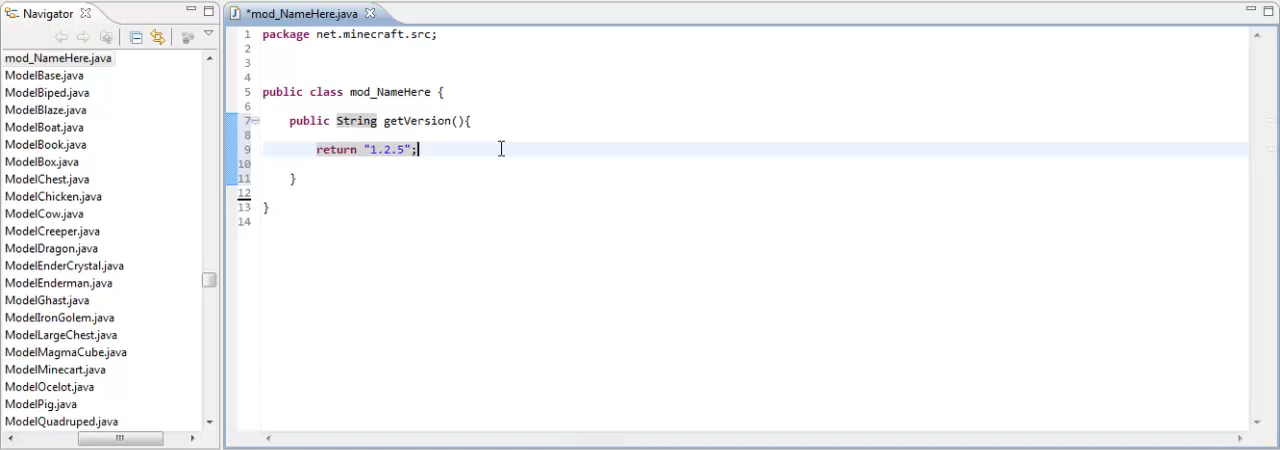 Navigator
mod_NameHere.java
ModelBase.java
ModelBiped.java
ModelBlaze.java
ModelBoat.java
ModelBook.java
ModelBox.java
ModelChest.java
ModelChicken.java
ModelCow.java
ModelCreeper.java
ModelDragon.java
ModelEnderCrystal.java
ModelEnderman.java
ModelGhast.java
ModelIronGolem.java
ModelLargeChest.java
ModelMagmaCube.java
ModelMinecart.java
ModelOcelot.java
ModelPig.java
ModelQuadruped.java
*mod_NameHere.java
1 package net.minecraft.src;
2
3
4
5 public class mod_NameHere {
6
7 public String getVersion(){
8
9 return "1.2.5";
10
11 }
12
13 }
14